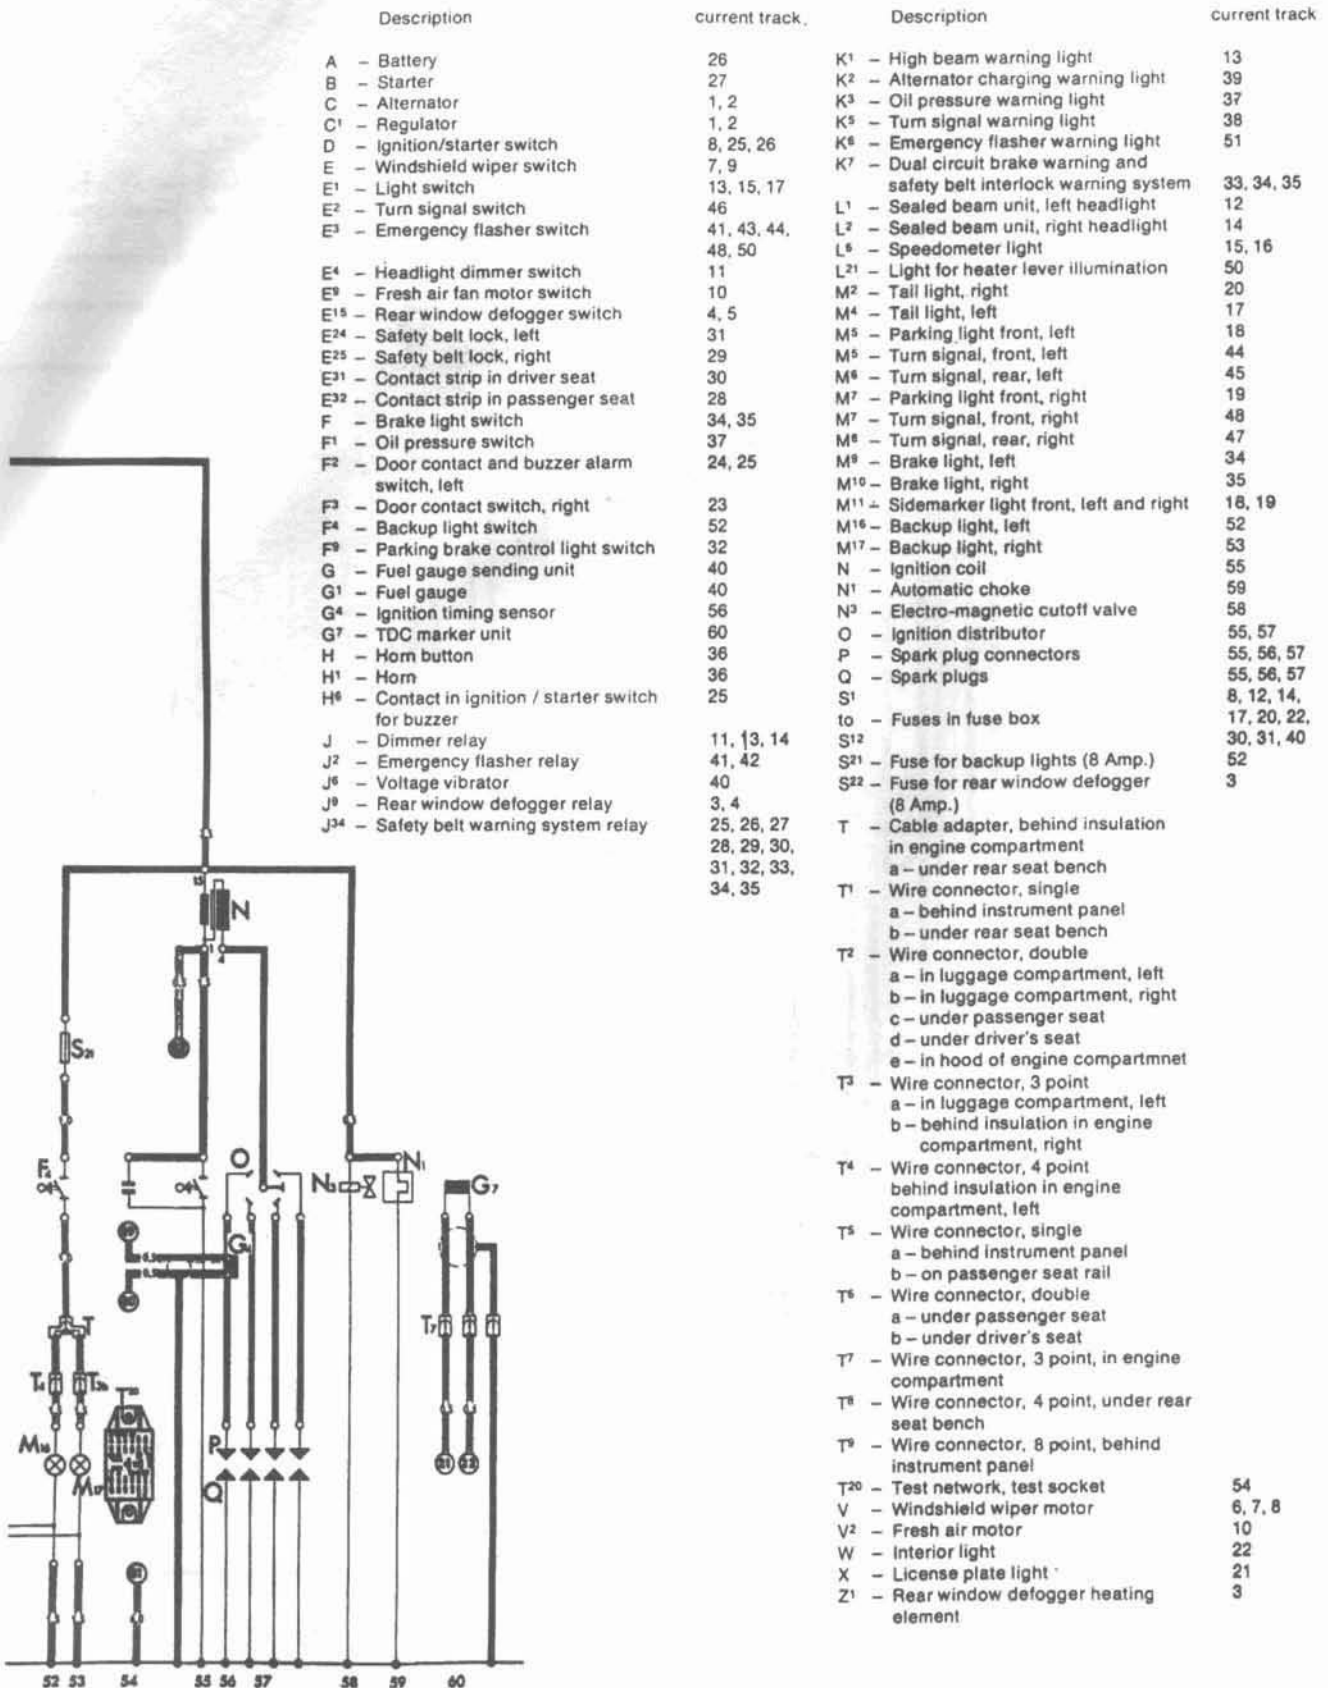 Description current track
A – Battery 26
B – Starter 27
C – Alternator 1, 2
C1 – Regulator 1, 2
D – Ignition/starter switch 8, 25, 26
E – Windshield wiper switch 7, 9
E1 – Light switch 13, 15, 17
E2 – Turn signal switch 46
E3 – Emergency flasher switch 41, 43, 44,
48, 50
E4 – Headlight dimmer switch 11
E9 – Fresh air fan motor switch 10
E15 – Rear window defogger switch 4, 5
E24 – Safety belt lock, left 31
E25 – Safety belt lock, right 29
E31 – Contact strip in driver seat 30
E32 – Contact strip in passenger seat 28
F – Brake light switch 34, 35
F1 – Oil pressure switch 37
F2 – Door contact and buzzer alarm 24, 25
switch, left
F3 – Door contact switch, right 23
F4 – Backup light switch 52
F9 – Parking brake control light switch 32
G – Fuel gauge sending unit 40
G1 – Fuel gauge 40
G4 – Ignition timing sensor 56
G7 – TDC marker unit 60
H – Horn button 36
H1 – Horn 36
H6 – Contact in ignition / starter switch 25
for buzzer
J – Dimmer relay 11, 13, 14
J2 – Emergency flasher relay 41, 42
J6 – Voltage vibrator 40
J9 – Rear window defogger relay 3, 4
J34 – Safety belt warning system relay 25, 26, 27
28, 29, 30,
31, 32, 33,
34, 35
Description current track
K1 – High beam warning light 13
K2 – Alternator charging warning light 39
K3 – Oil pressure warning light 37
K5 – Turn signal warning light 38
K6 – Emergency flasher warning light 51
K7 – Dual circuit brake warning and
safety belt interlock warning system 33, 34, 35
L1 – Sealed beam unit, left headlight 12
L2 – Sealed beam unit, right headlight 14
L6 – Speedometer light 15, 16
L21 – Light for heater lever illumination 50
M2 – Tail light, right 20
M4 – Tail light, left 17
M5 – Parking light front, left 18
M5 – Turn signal, front, left 44
M6 – Turn signal, rear, left 45
M7 – Parking light front, right 19
M7 – Turn signal, front, right 48
M8 – Turn signal, rear, right 47
M9 – Brake light, left 34
M10 – Brake light, right 35
M11 – Sidemarker light front, left and right 18, 19
M16 – Backup light, left 52
M17 – Backup light, right 53
N – Ignition coil 55
N1 – Automatic choke 59
N3 – Electro-magnetic cutoff valve 58
O – Ignition distributor 55, 57
P – Spark plug connectors 55, 56, 57
Q – Spark plugs 55, 56, 57
S1 8, 12, 14,
to – Fuses in fuse box 17, 20, 22,
S12 30, 31, 40
S21 – Fuse for backup lights (8 Amp.) 52
S22 – Fuse for rear window defogger 3
(8 Amp.)
T – Cable adapter, behind insulation
in engine compartment
a – under rear seat bench
T1 – Wire connector, single
a – behind instrument panel
b – under rear seat bench
T2 – Wire connector, double
a – in luggage compartment, left
b – in luggage compartment, right
c – under passenger seat
d – under driver's seat
e – in hood of engine compartmnet
T3 – Wire connector, 3 point
a – in luggage compartment, left
b – behind insulation in engine
compartment, right
T4 – Wire connector, 4 point
behind insulation in engine
compartment, left
T5 – Wire connector, single
a – behind instrument panel
b – on passenger seat rail
T6 – Wire connector, double
a – under passenger seat
b – under driver's seat
T7 – Wire connector, 3 point, in engine
compartment
T8 – Wire connector, 4 point, under rear
seat bench
T9 – Wire connector, 8 point, behind
instrument panel
T20 – Test network, test socket 54
V – Windshield wiper motor 6, 7, 8
V2 – Fresh air motor 10
W – Interior light 22
X – License plate light 21
Z1 – Rear window defogger heating 3
element
15
N
1 4
S21
F4
O
N3
N1
G7
G4
T
T7
T4
T20
M16
M17
P
Q
52 53 54 55 56 57 58 59 60